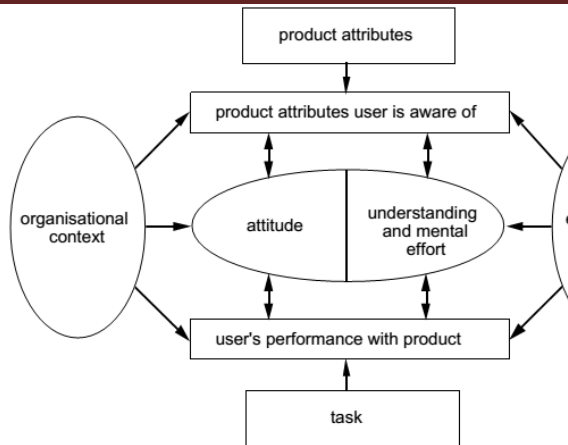 product attributes
product attributes user is aware of
organisational
context
attitude
understanding
and mental
effort
user's performance with product
task